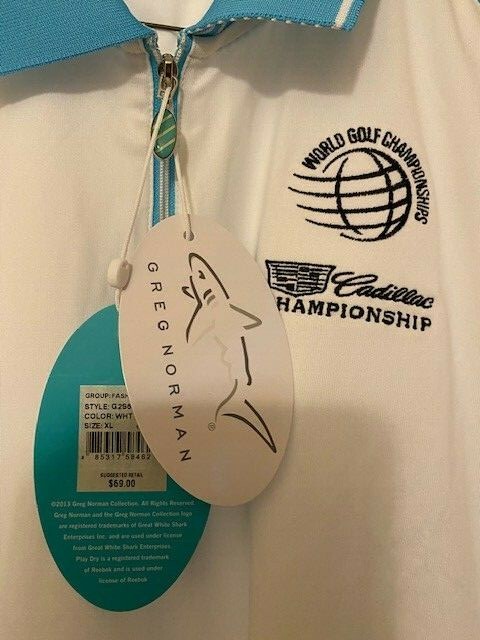 WORLD GOLF CHAMPIONSHIPS
Cadillac
CHAMPIONSHIP
GREG NORMAN
®
GROUP: FASH
STYLE: G2S6
COLOR: WHT
SIZE: XL
85317 58462
SUGGESTED RETAIL
$69.00
©2013 Greg Norman Collection. All Rights Reserved.
Greg Norman and the Greg Norman Collection logo
are registered trademarks of Great White Shark
Enterprises Inc. and are used under license
from Great White Shark Enterprises.
Play Dry is a registered trademark
of Reebok and is used under
license of Reebok